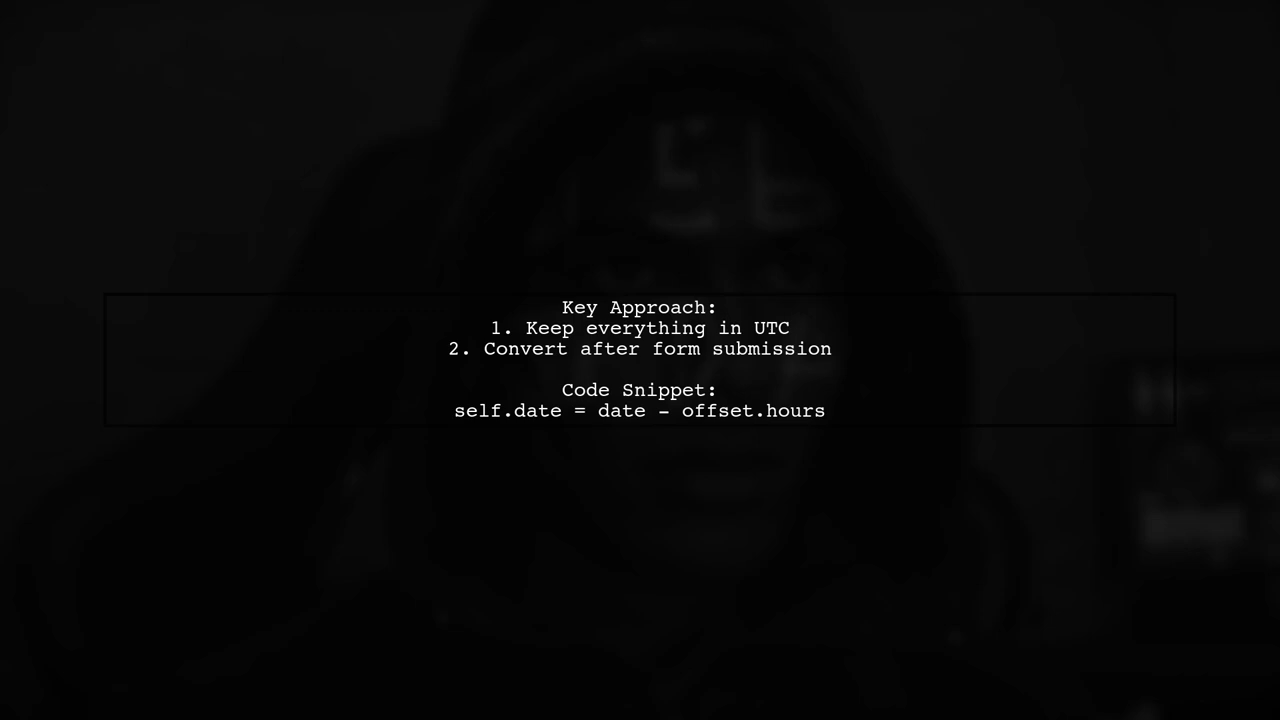 Key Approach:
1. Keep everything in UTC
2. Convert after form submission
Code Snippet:
self.date = date - offset.hours